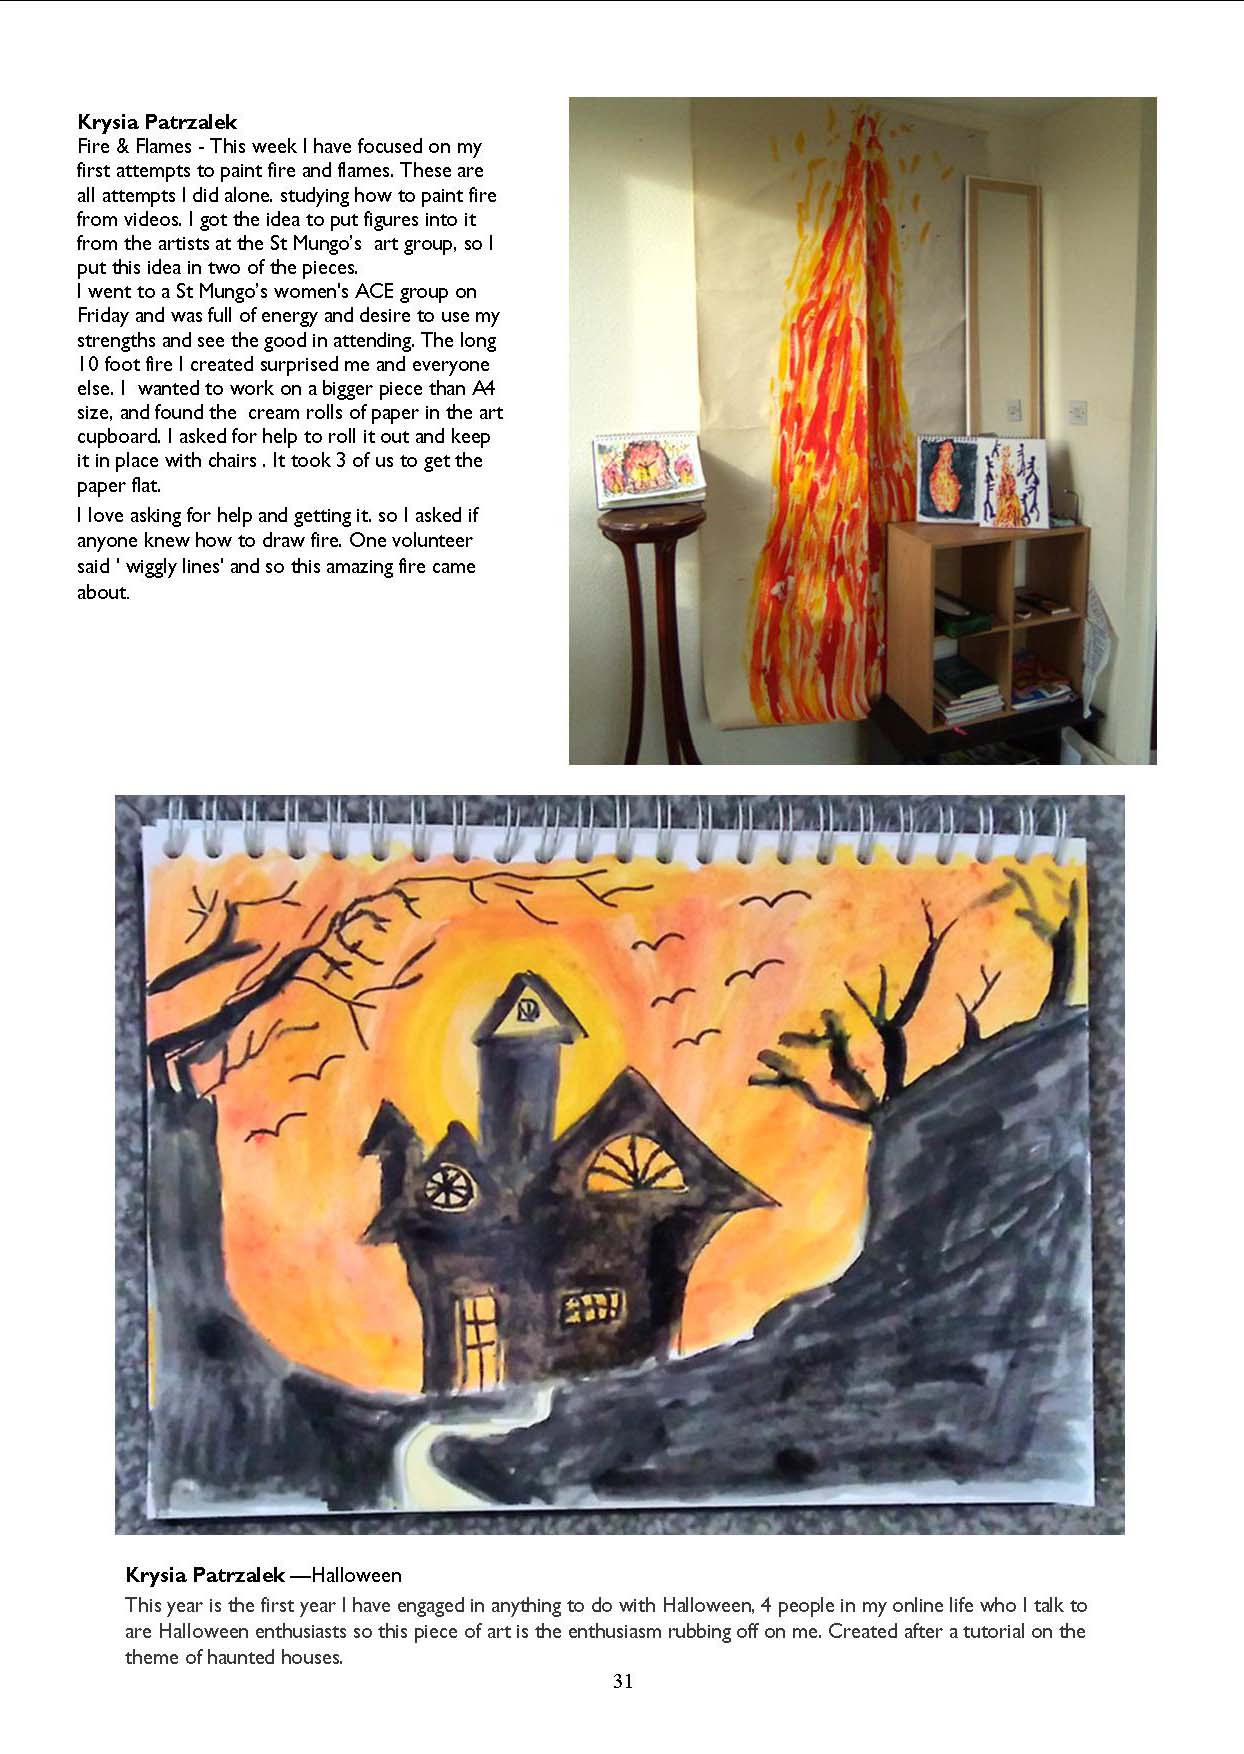 Krysia Patrzalek
Fire & Flames - This week I have focused on my
first attempts to paint fire and flames. These are
all attempts I did alone. studying how to paint fire
from videos. I got the idea to put figures into it
from the artists at the St Mungo’s  art group, so I
put this idea in two of the pieces.
I went to a St Mungo’s women's ACE group on
Friday and was full of energy and desire to use my
strengths and see the good in attending. The long
10 foot fire I created surprised me and everyone
else. I  wanted to work on a bigger piece than A4
size, and found the  cream rolls of paper in the art
cupboard. I asked for help to roll it out and keep
it in place with chairs . It took 3 of us to get the
paper flat.
I love asking for help and getting it. so I asked if
anyone knew how to draw fire. One volunteer
said ' wiggly lines' and so this amazing fire came
about.
Krysia Patrzalek —Halloween
This year is the first year I have engaged in anything to do with Halloween, 4 people in my online life who I talk to
are Halloween enthusiasts so this piece of art is the enthusiasm rubbing off on me. Created after a tutorial on the
theme of haunted houses.
31